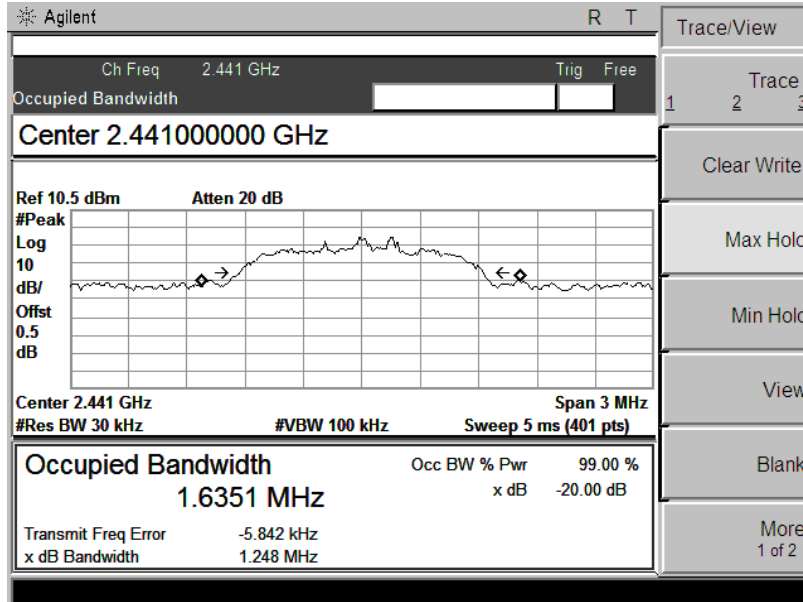 Agilent R T
Trace/View
Ch Freq 2.441 GHz Trig Free
Occupied Bandwidth
Trace
1 2 3
Center 2.441000000 GHz
Clear Write
Ref 10.5 dBm Atten 20 dB
#Peak
Log
10
dB/
Offst
0.5
dB
Max Hold
Min Hold
Center 2.441 GHz Span 3 MHz
#Res BW 30 kHz #VBW 100 kHz Sweep 5 ms (401 pts)
View
Occupied Bandwidth Occ BW % Pwr 99.00 %
1.6351 MHz x dB -20.00 dB
Blank
Transmit Freq Error -5.842 kHz
x dB Bandwidth 1.248 MHz
More
1 of 2